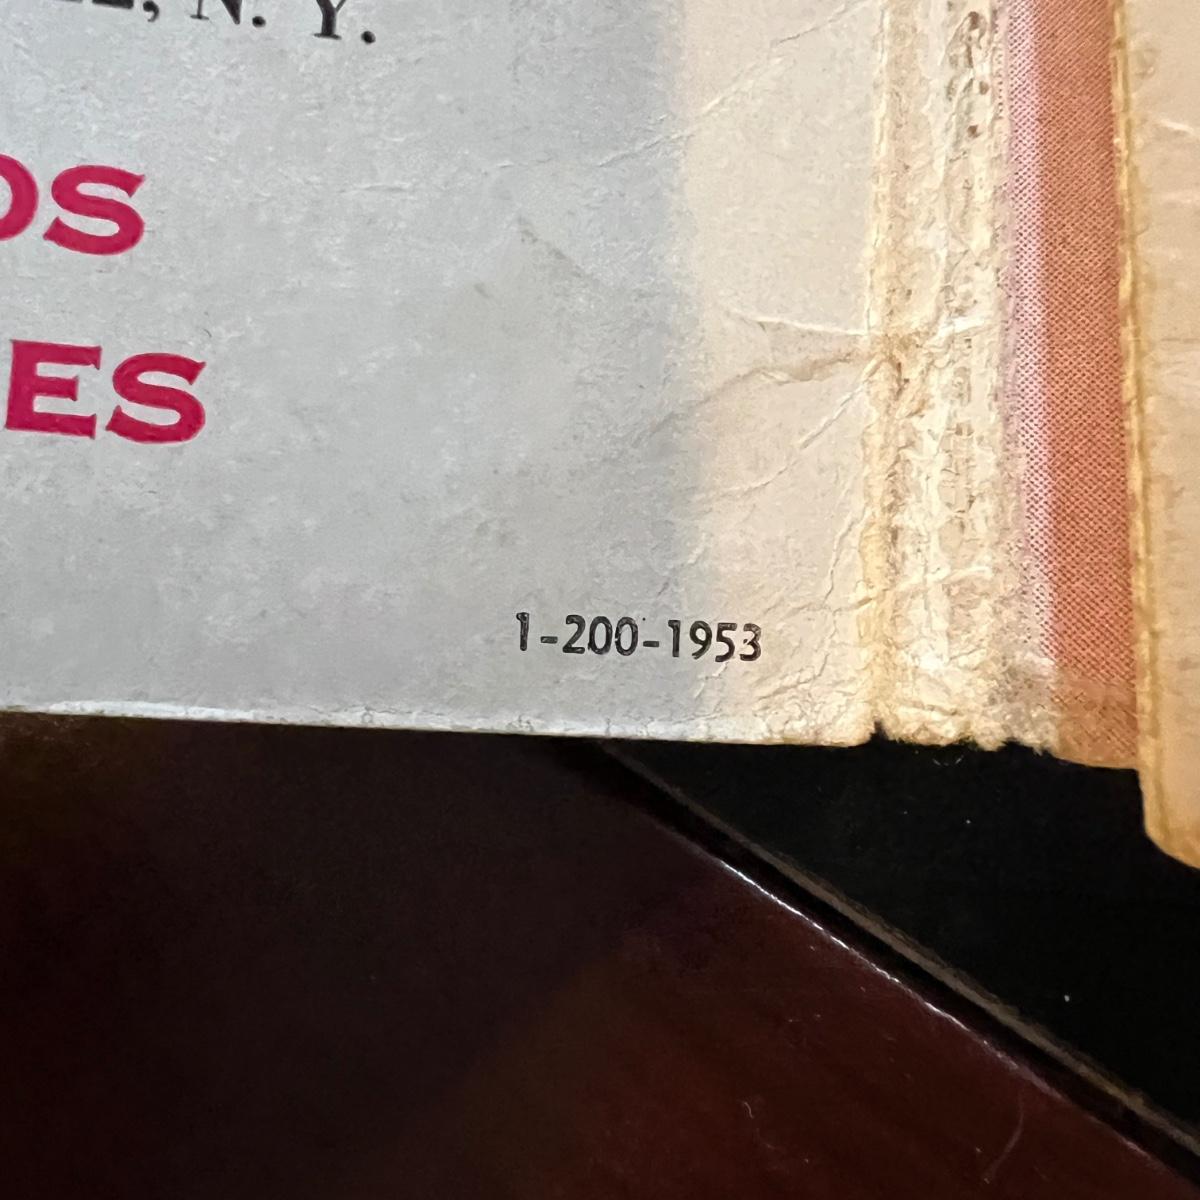 N. Y.
OS
ES
1-200-1953